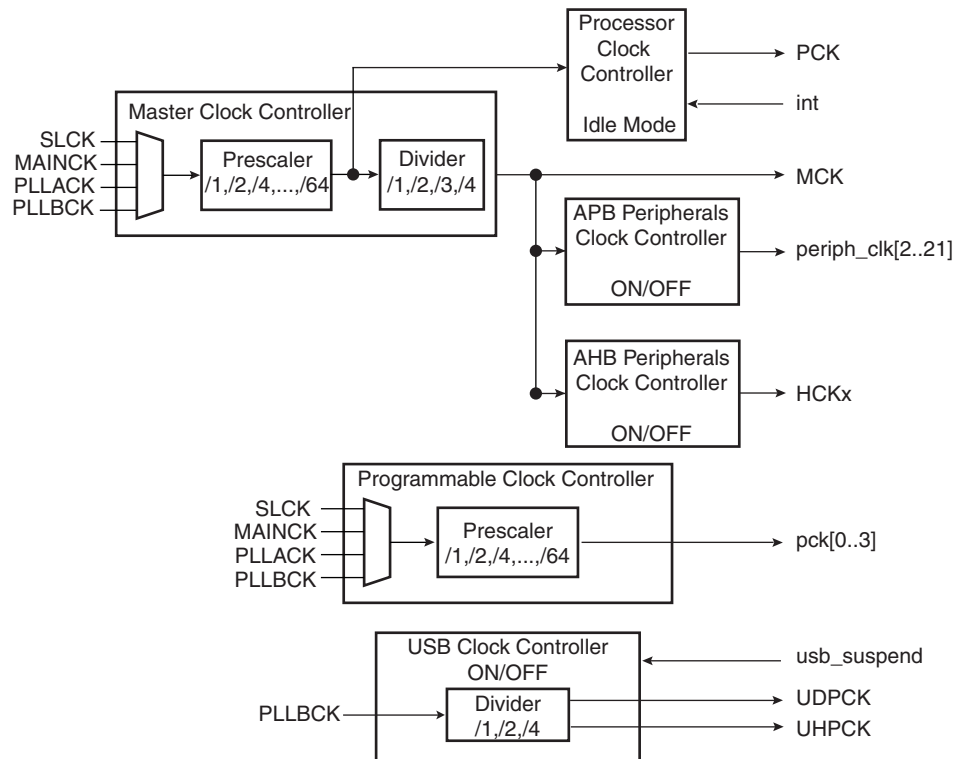 Processor
Clock
Controller
Idle Mode
PCK
int
Master Clock Controller
SLCK
MAINCK
PLLACK
PLLBCK
Prescaler
/1,/2,/4,...,/64
Divider
/1,/2,/3,/4
MCK
APB Peripherals
Clock Controller
ON/OFF
periph_clk[2..21]
AHB Peripherals
Clock Controller
ON/OFF
HCKx
Programmable Clock Controller
SLCK
MAINCK
PLLACK
PLLBCK
Prescaler
/1,/2,/4,...,/64
pck[0..3]
USB Clock Controller
ON/OFF
usb_suspend
PLLBCK
Divider
/1,/2,/4
UDPCK
UHPCK